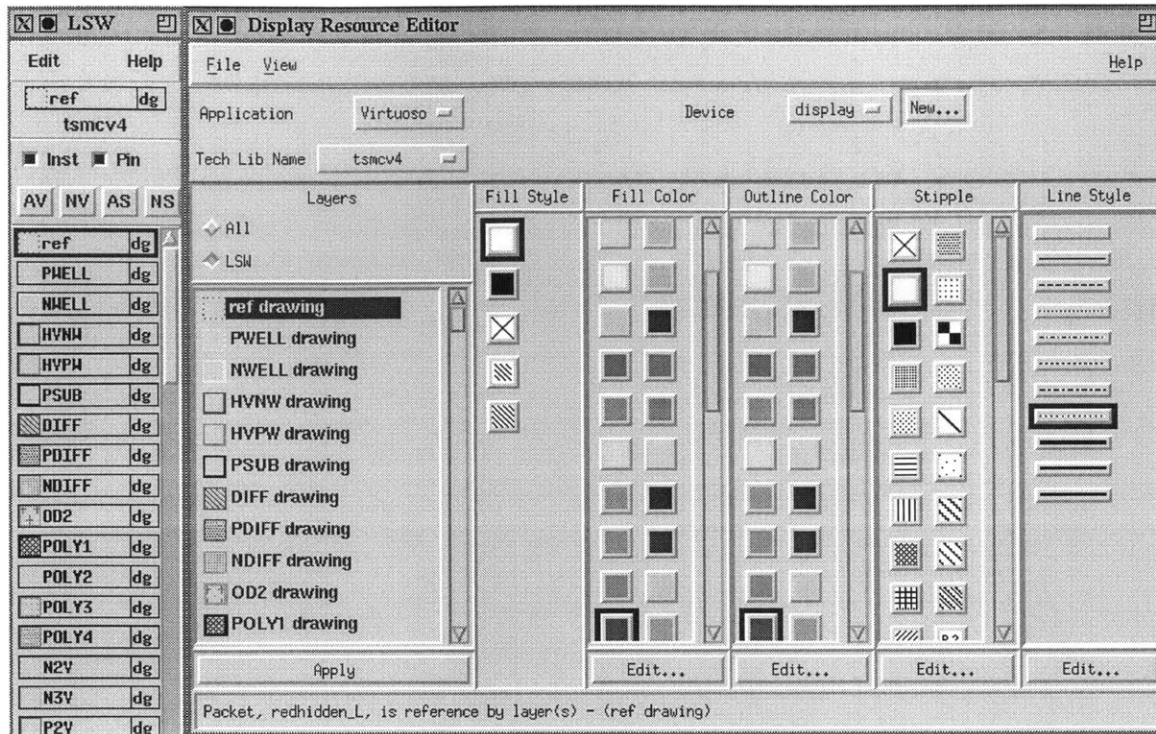 LSW
Edit Help
ref dg
tsmcv4
Inst Pin
AV NV AS NS
ref dg
PWELL dg
NWELL dg
HVNW dg
HVPW dg
PSUB dg
DIFF dg
PDIFF dg
NDIFF dg
OD2 dg
POLY1 dg
POLY2 dg
POLY3 dg
POLY4 dg
N2V dg
N3V dg
P2V dg
Display Resource Editor
File View Help
Application Virtuoso Device display New...
Tech Lib Name tsmcv4
Layers Fill Style Fill Color Outline Color Stipple Line Style
All
LSW
ref drawing
PWELL drawing
NWELL drawing
HVNW drawing
HVPW drawing
PSUB drawing
DIFF drawing
PDIFF drawing
NDIFF drawing
OD2 drawing
POLY1 drawing
Apply Edit... Edit... Edit... Edit...
Packet, redhidden_L, is reference by layer(s) - (ref drawing)